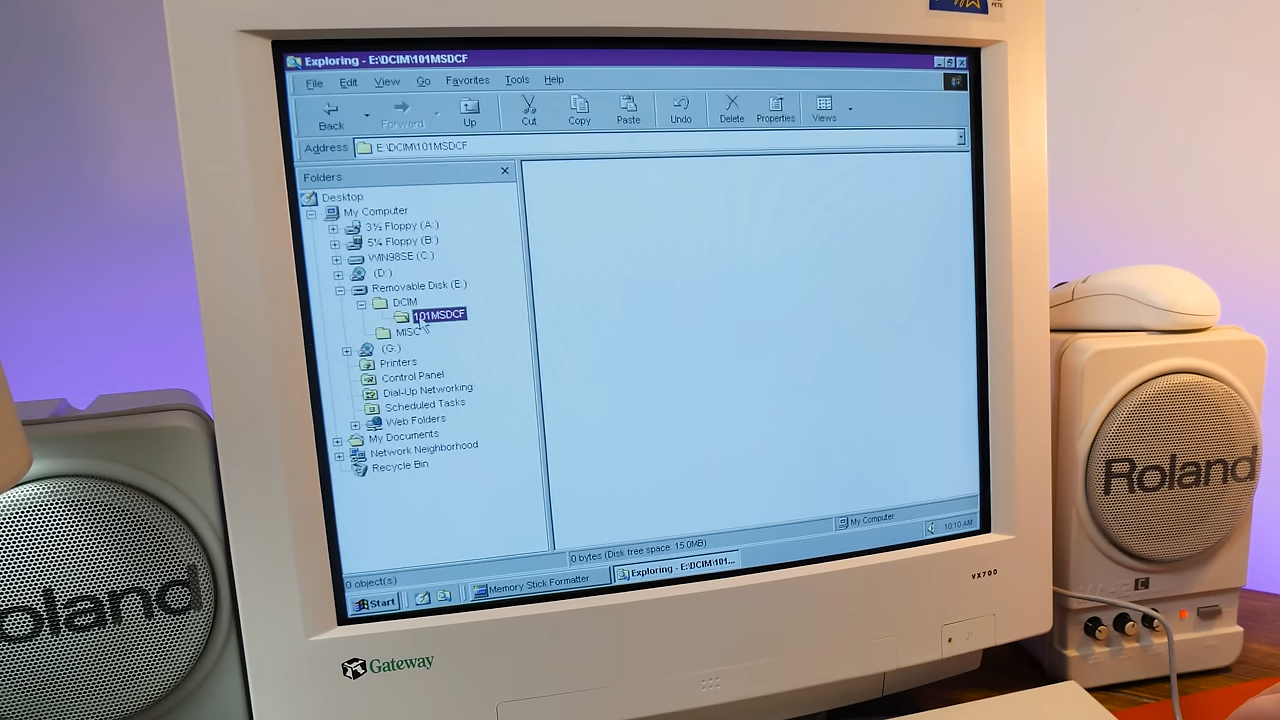 PETE
Exploring - E:\DCIM\101MSDCF
File Edit View Go Favorites Tools Help
Back Forward Up Cut Copy Paste Undo Delete Properties Views
Address E:\DCIM\101MSDCF
Folders
Desktop
My Computer
3½ Floppy (A:)
5¼ Floppy (B:)
WIN98SE (C:)
(D:)
Removable Disk (E:)
DCIM
101MSDCF
MISC
(G:)
Printers
Control Panel
Dial-Up Networking
Scheduled Tasks
Web Folders
My Documents
Network Neighborhood
Recycle Bin
0 object(s)
0 bytes (Disk free space: 15.0MB)
My Computer
Start
Memory Stick Formatter
Exploring - E:\DCIM\101...
10:10 AM
VX700
Gateway
oland
Roland